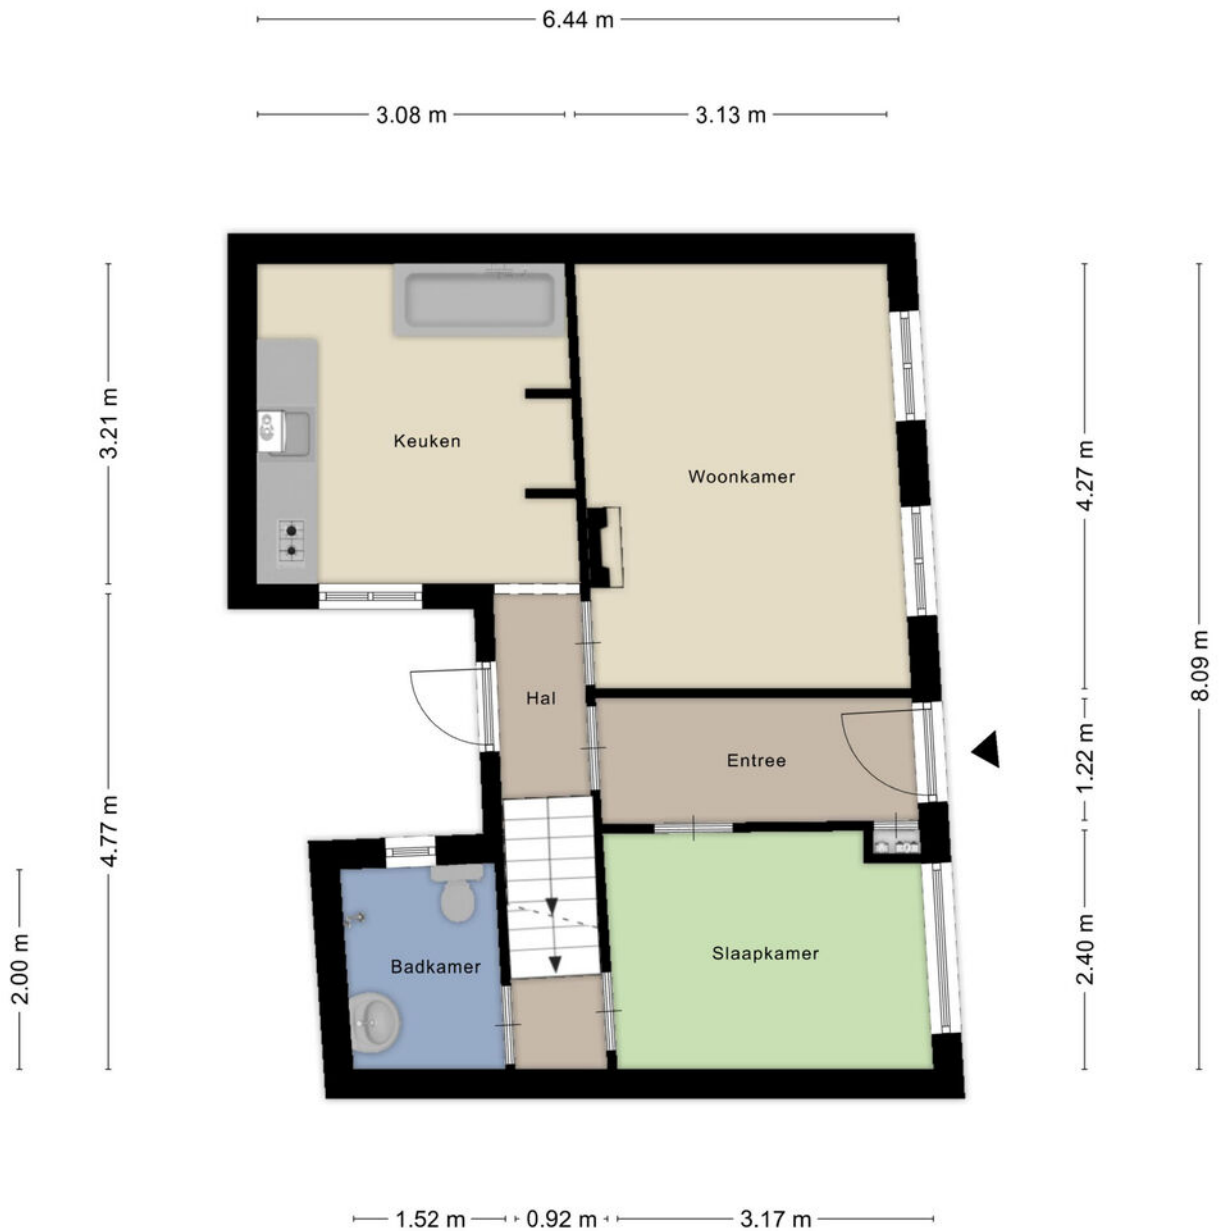 6.44 m
3.08 m
3.13 m
3.21 m
Keuken
Woonkamer
4.27 m
8.09 m
Hal
Entree
1.22 m
4.77 m
2.00 m
Badkamer
Slaapkamer
2.40 m
1.52 m
0.92 m
3.17 m